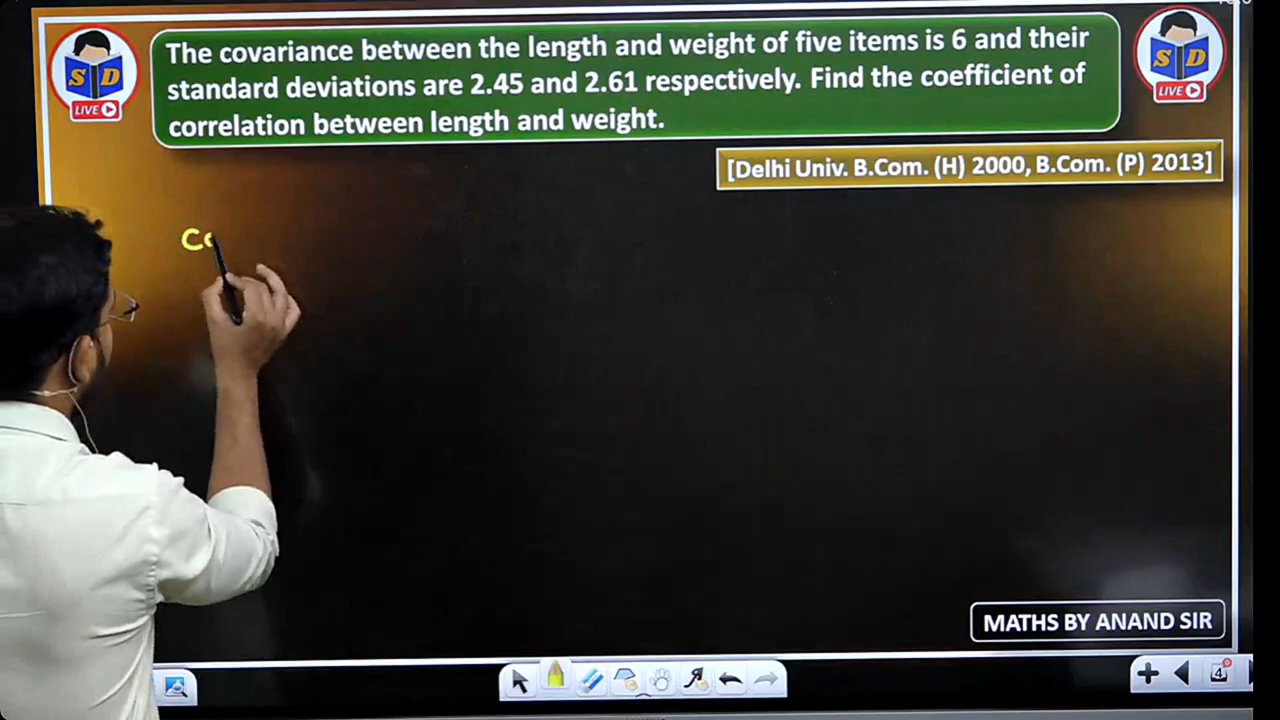 The covariance between the length and weight of five items is 6 and their
standard deviations are 2.45 and 2.61 respectively. Find the coefficient of
correlation between length and weight.
[Delhi Univ. B.Com. (H) 2000, B.Com. (P) 2013]
S D
LIVE
S D
LIVE
Co
MATHS BY ANAND SIR
4